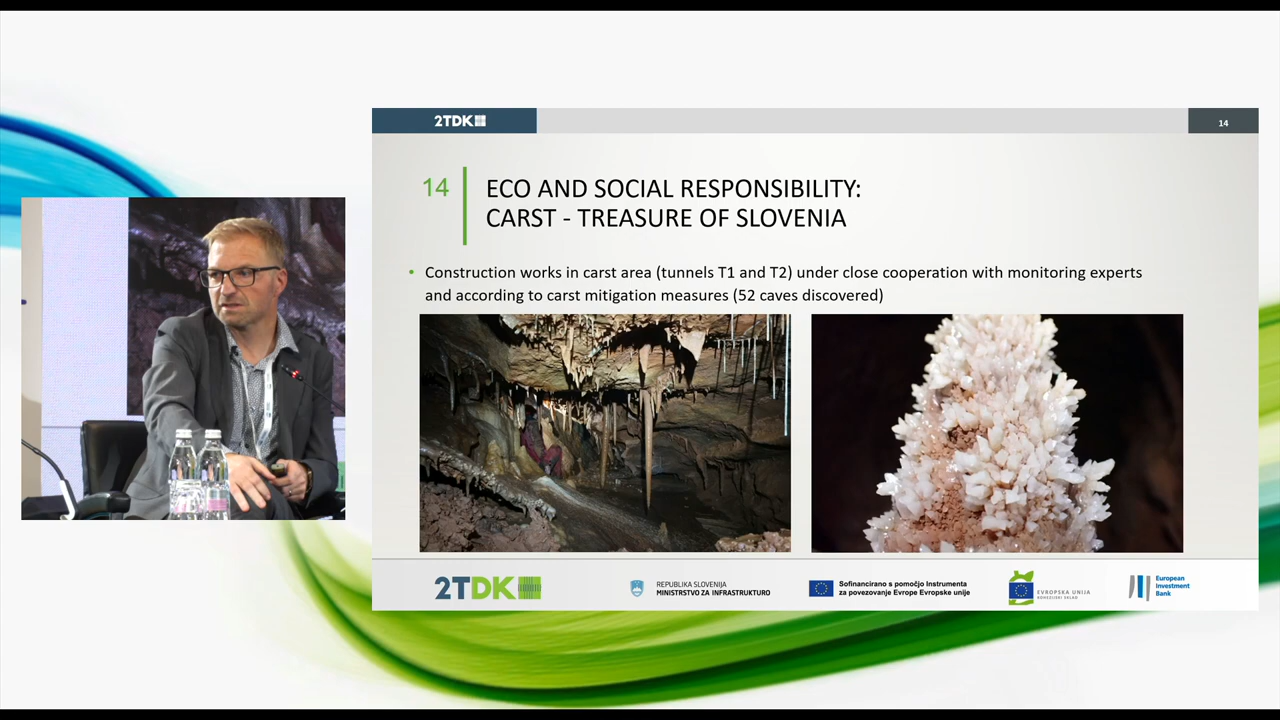 2TDK
14
14
ECO AND SOCIAL RESPONSIBILITY:
CARST - TREASURE OF SLOVENIA
• Construction works in carst area (tunnels T1 and T2) under close cooperation with monitoring experts
and according to carst mitigation measures (52 caves discovered)
2TDK
REPUBLIKA SLOVENIJA
MINISTRSTVO ZA INFRASTRUKTURO
Sofinancirano s pomočjo Instrumenta
za povezovanje Evrope Evropske unije
EVROPSKA UNIJA
KOHEZIJSKI SKLAD
European
Investment
Bank